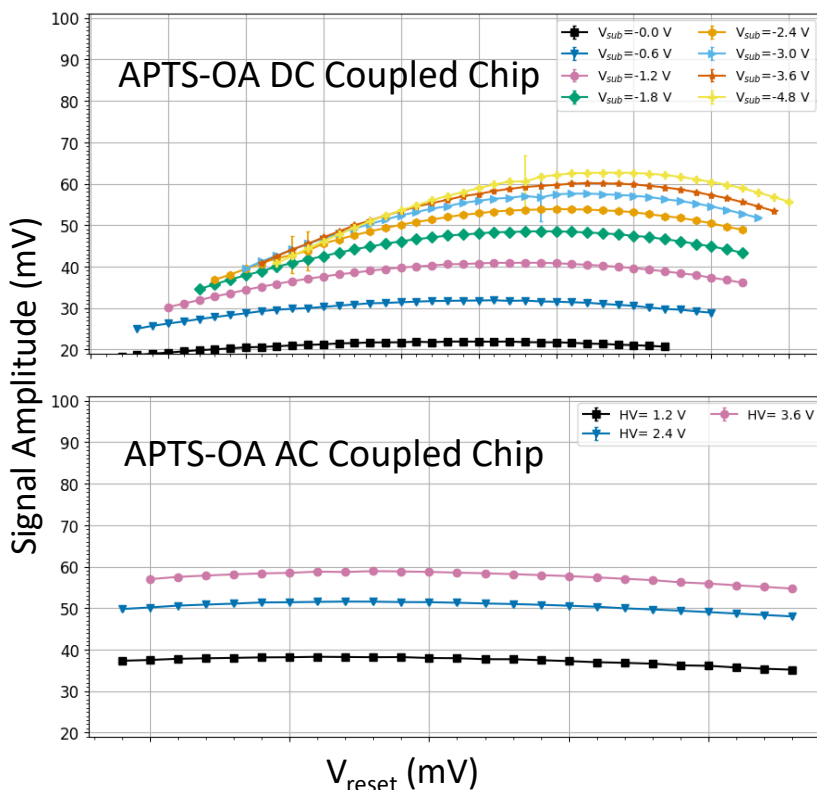 100
90
80
70
60
50
40
30
20
APTS-OA DC Coupled Chip
V_sub=-0.0 V
V_sub=-0.6 V
V_sub=-1.2 V
V_sub=-1.8 V
V_sub=-2.4 V
V_sub=-3.0 V
V_sub=-3.6 V
V_sub=-4.8 V
Signal Amplitude (mV)
100
90
80
70
60
50
40
30
20
APTS-OA AC Coupled Chip
HV= 1.2 V
HV= 2.4 V
HV= 3.6 V
V_reset (mV)